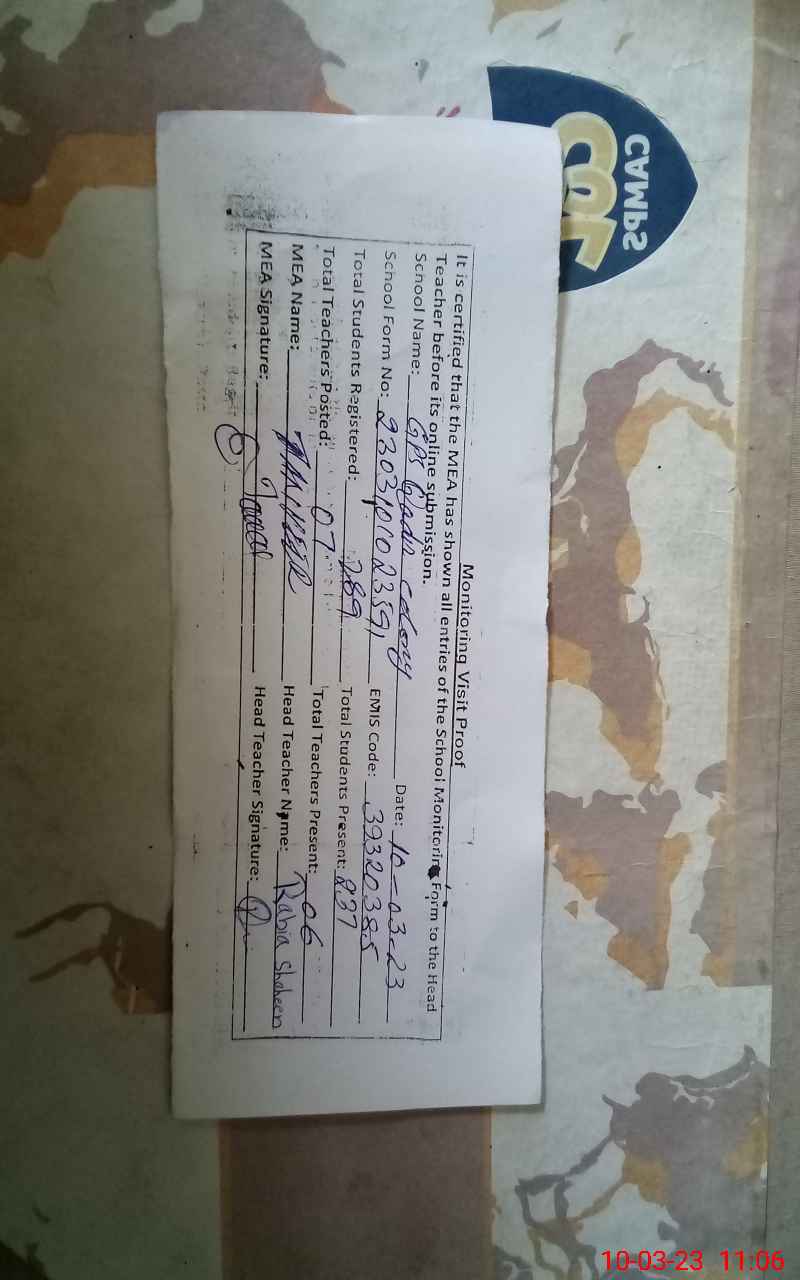 Monitoring Visit Proof
It is certified that the MEA has shown all entries of the School Monitoring Form to the Head
Teacher before its online submission.
School Name: GPS Colony Date: 10-03-23
School Form No: 23031010023591 EMIS Code: 39320385
Total Students Registered: 289 Total Students Present: 237
Total Teachers Posted: 07 Total Teachers Present: 06
MEA Name: Head Teacher Name: Rabia Shaheen
MEA Signature: Head Teacher Signature:
CAMPS
10-03-23 11:06